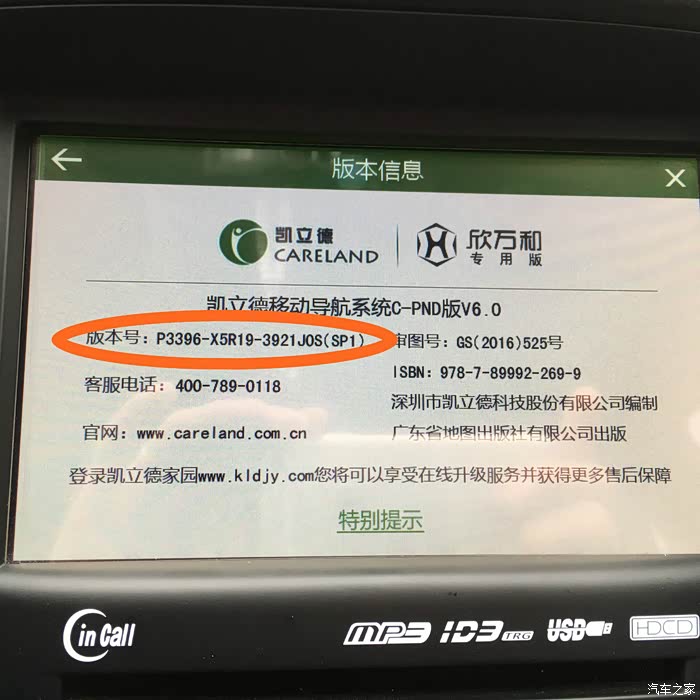 版本信息
凯立德
CARELAND
欣万和
专用版
凯立德移动导航系统C-PND版V6.0
版本号：P3396-X5R19-3921J0S(SP1)
审图号：GS(2016)525号
ISBN：978-7-89992-269-9
客服电话：400-789-0118
深圳市凯立德科技股份有限公司编制
官网：www.careland.com.cn
广东省地图出版社有限公司出版
登录凯立德家园www.kldjy.com您将可以享受在线升级服务并获得更多售后保障
特别提示
in Call
MP3 ID3 TAG USB HDCD
汽车之家